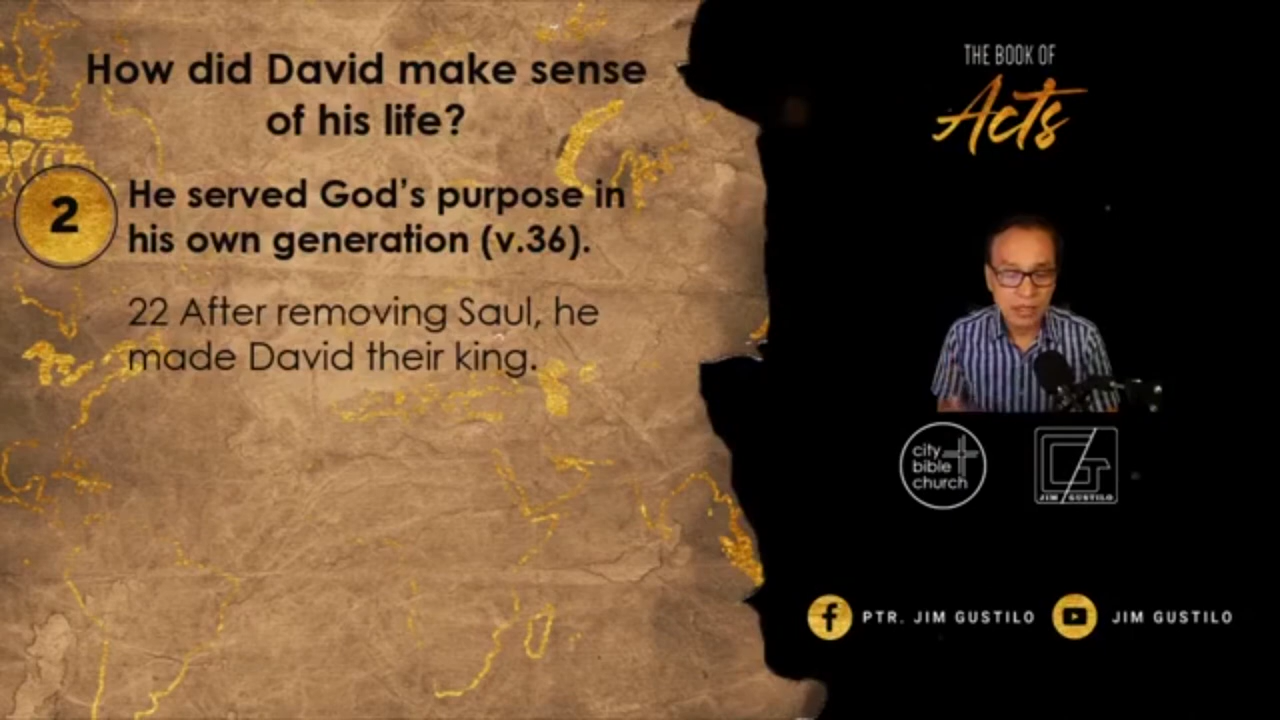 How did David make sense
of his life?
2
He served God's purpose in
his own generation (v.36).
22 After removing Saul, he
made David their king.
THE BOOK OF
Acts
city
bible
church
G
JIM GUSTILO
f
PTR. JIM GUSTILO
JIM GUSTILO